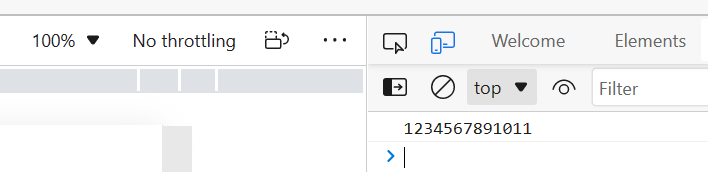 100% No throttling
Welcome Elements
top Filter
1234567891011